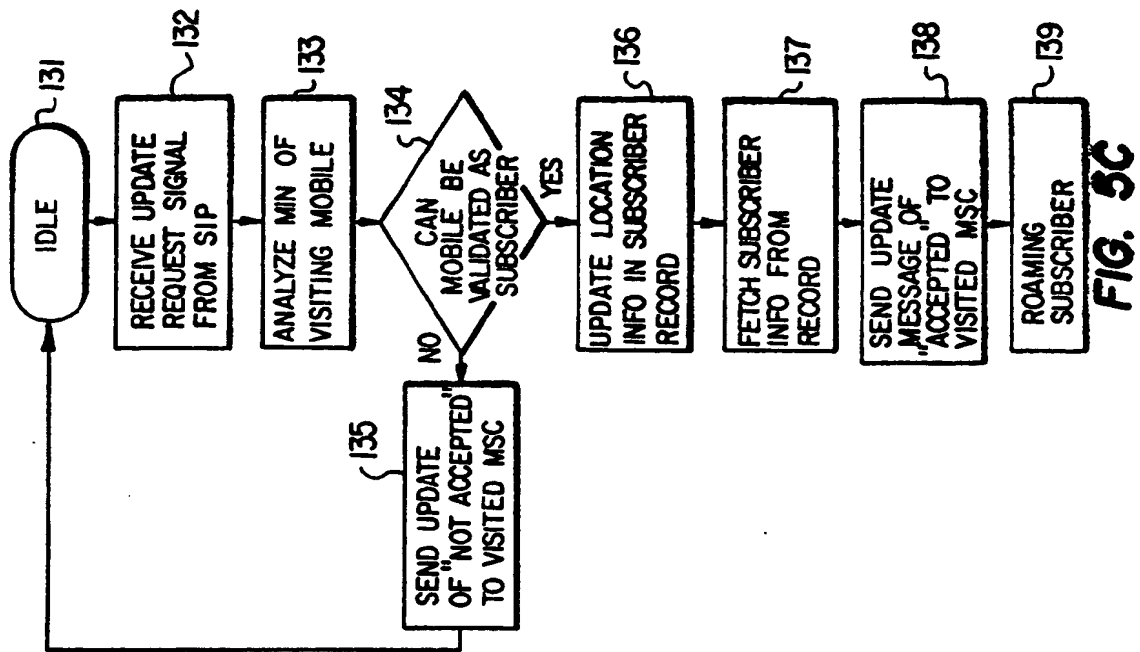 IDLE
131
RECEIVE UPDATE
REQUEST SIGNAL
FROM SIP
132
ANALYZE MIN OF
VISITING MOBILE
133
CAN
MOBILE BE
VALIDATED AS
SUBSCRIBER
134
NO
YES
SEND UPDATE
OF "NOT ACCEPTED"
TO VISITED MSC
135
UPDATE LOCATION
INFO IN SUBSCRIBER
RECORD
136
FETCH SUBSCRIBER
INFO FROM
RECORD
137
SEND UPDATE
MESSAGE OF
"ACCEPTED" TO
VISITED MSC
138
ROAMING
SUBSCRIBER
139
FIG. 5C